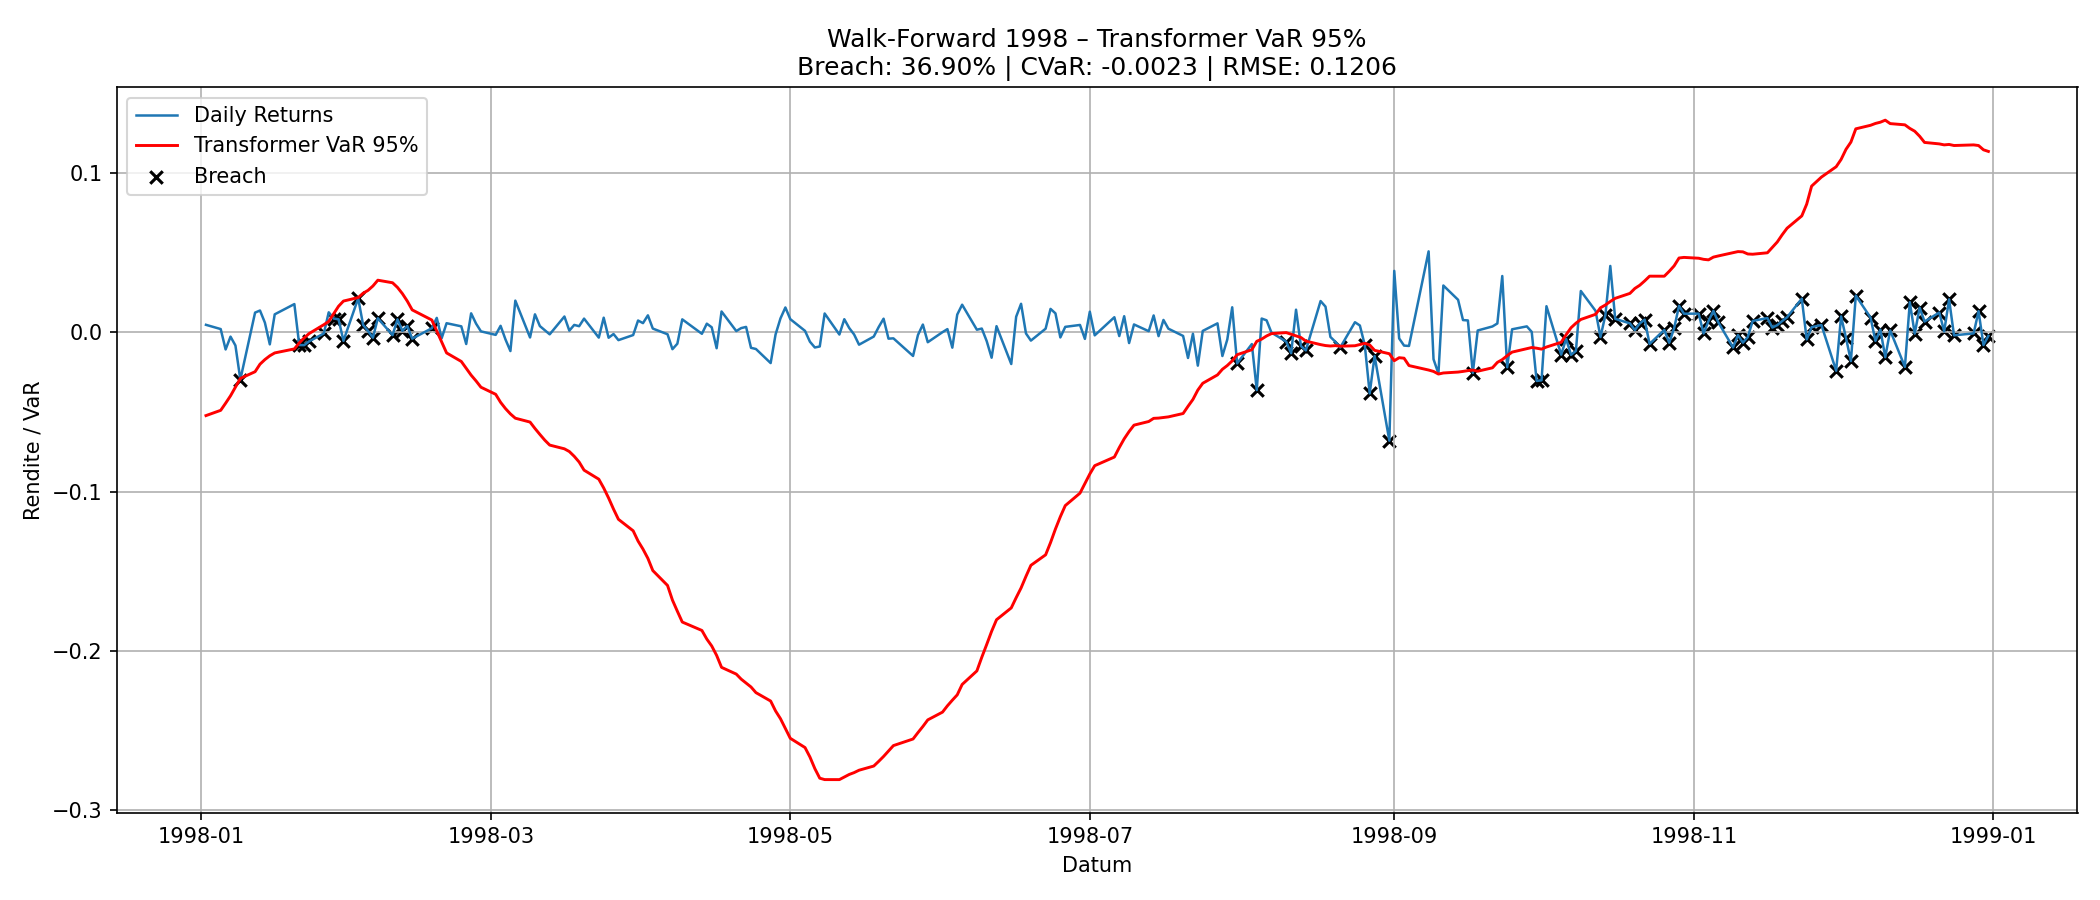 Walk-Forward 1998 – Transformer VaR 95%
Breach: 36.90% | CVaR: -0.0023 | RMSE: 0.1206
Daily Returns
Transformer VaR 95%
Breach
Rendite / VaR
0.1
0.0
−0.1
−0.2
−0.3
1998-01
1998-03
1998-05
1998-07
1998-09
1998-11
1999-01
Datum